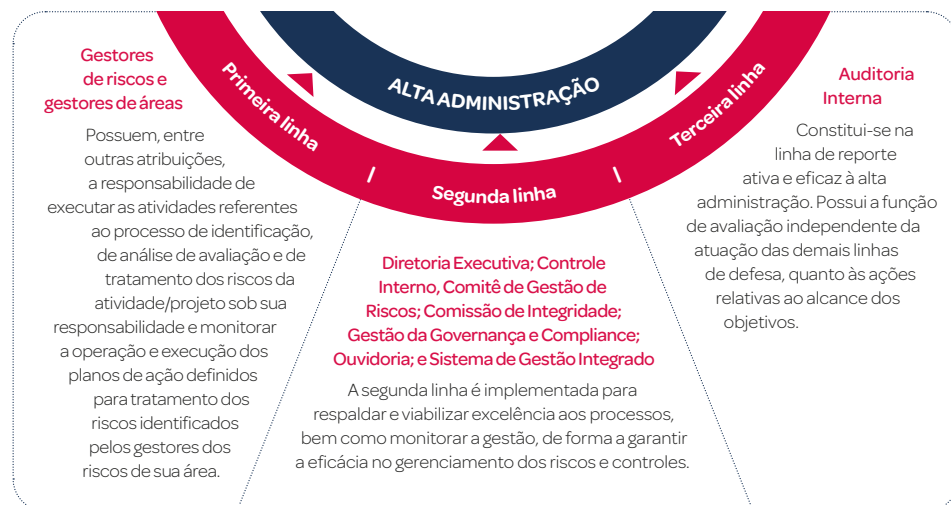 ALTA ADMINISTRAÇÃO
Primeira linha
Segunda linha
Terceira linha
Gestores
de riscos e
gestores de áreas
Possuem, entre
outras atribuições,
a responsabilidade de
executar as atividades referentes
ao processo de identificação,
de análise de avaliação e de
tratamento dos riscos da
atividade/projeto sob sua
responsabilidade e monitorar
a operação e execução dos
planos de ação definidos
para tratamento dos
riscos identificados
pelos gestores dos
riscos de sua área.
Diretoria Executiva; Controle
Interno, Comitê de Gestão de
Riscos; Comissão de Integridade;
Gestão da Governança e Compliance;
Ouvidoria; e Sistema de Gestão Integrado
A segunda linha é implementada para
respaldar e viabilizar excelência aos processos,
bem como monitorar a gestão, de forma a garantir
a eficácia no gerenciamento dos riscos e controles.
Auditoria
Interna
Constitui-se na
linha de reporte
ativa e eficaz à alta
administração. Possui a função
de avaliação independente da
atuação das demais linhas
de defesa, quanto às ações
relativas ao alcance dos
objetivos.